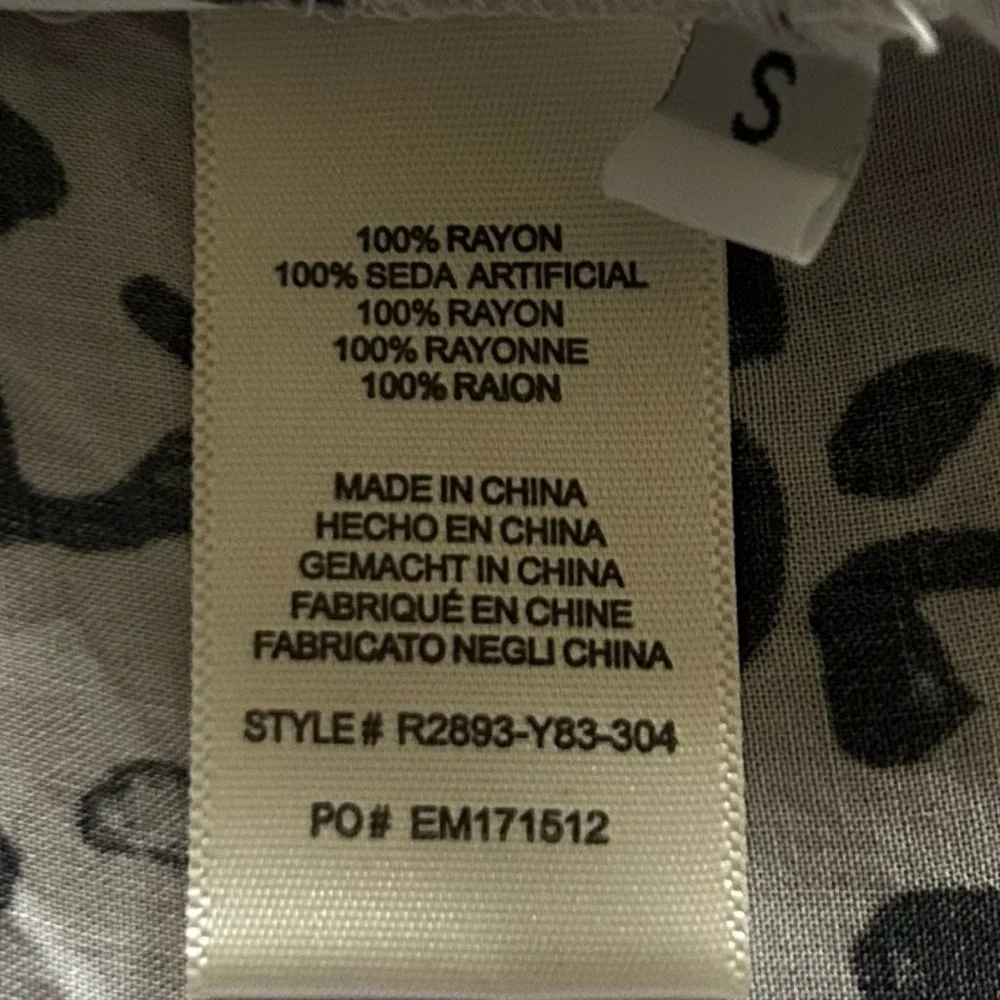 S
100% RAYON
100% SEDA ARTIFICIAL
100% RAYON
100% RAYONNE
100% RAION
MADE IN CHINA
HECHO EN CHINA
GEMACHT IN CHINA
FABRIQUÉ EN CHINE
FABRICATO NEGLI CHINA
STYLE# R2893-Y83-304
PO# EM171512